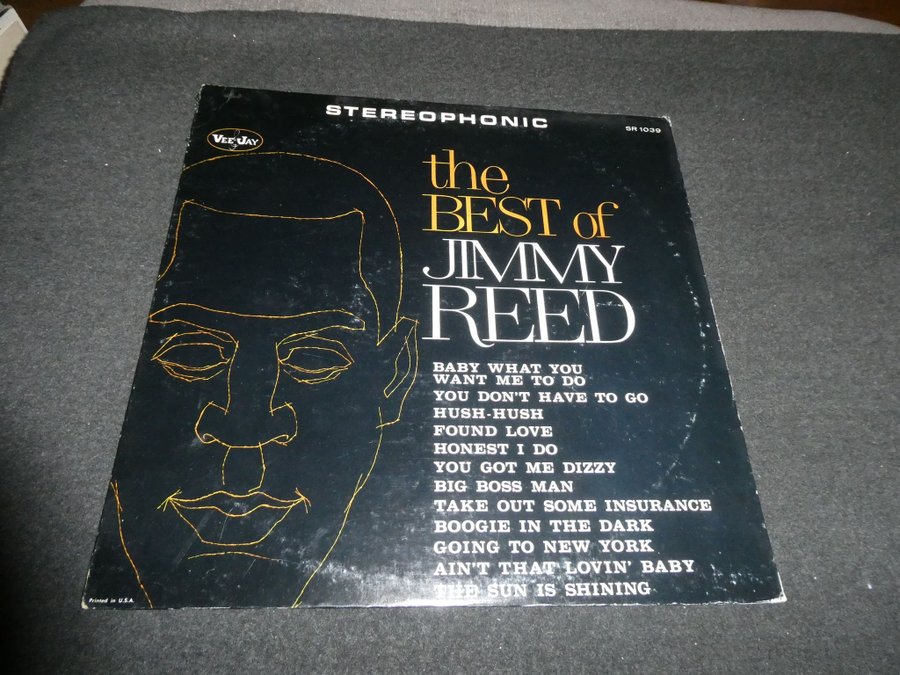 STEREOPHONIC
SR 1039
VEE JAY
the
BEST of
JIMMY
REED
BABY WHAT YOU
WANT ME TO DO
YOU DON'T HAVE TO GO
HUSH-HUSH
FOUND LOVE
HONEST I DO
YOU GOT ME DIZZY
BIG BOSS MAN
TAKE OUT SOME INSURANCE
BOOGIE IN THE DARK
GOING TO NEW YORK
AIN'T THAT LOVIN' BABY
THE SUN IS SHINING
Printed in U.S.A.